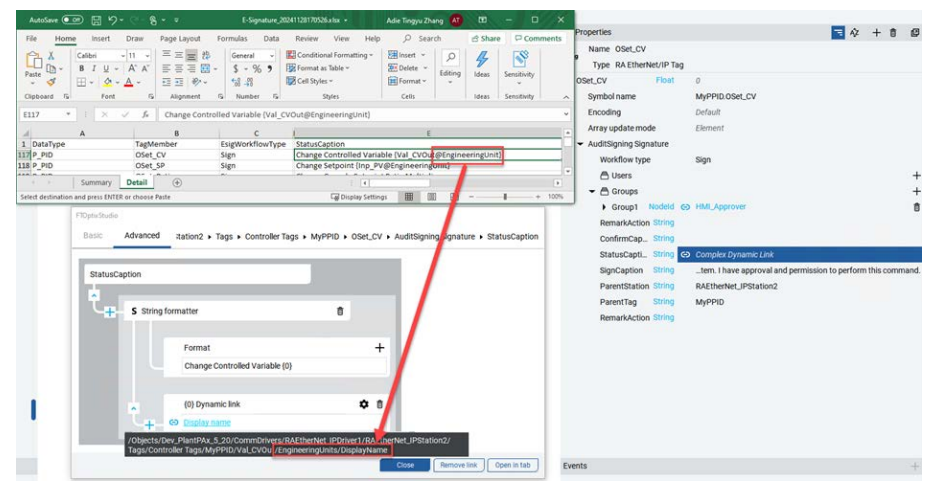 AutoSave On
E-Signature_20241128170526.xlsx
Adie Tingyu Zhang AT
File Home Insert Draw Page Layout Formulas Data Review View Help Search Share Comments
Paste
Calibri 11 A^ A˅
B I U
General
$ - % 9
Conditional Formatting
Format as Table
Cell Styles
Insert
Delete
Format
Editing
Ideas
Sensitivity
Clipboard Font Alignment Number Styles Cells Ideas Sensitivity
E117 fx Change Controlled Variable {Val_CVOut@EngineeringUnit}
A B C E
1 DataType TagMember EsigWorkflowType StatusCaption
117 P_PID OSet_CV Sign Change Controlled Variable {Val_CVOut@EngineeringUnit}
118 P_PID OSet_SP Sign Change Setpoint {Inp_PV@EngineeringUnit}
Summary Detail
Select destination and press ENTER or choose Paste Display Settings 100%
FTOptixStudio
Basic Advanced Station2 Tags Controller Tags MyPPID OSet_CV AuditSigning Signature StatusCaption
StatusCaption
S String formatter
Format +
Change Controlled Variable {0}
{0} Dynamic link
Display name
/Objects/Dev_PlantPAx_5_20/CommDrivers/RAEtherNet_IPDriver1/RAEtherNet_IPStation2/
Tags/Controller Tags/MyPPID/Val_CVOut/EngineeringUnits/DisplayName
Close Remove link Open in tab
Properties
Name OSet_CV
Type RA EtherNet/IP Tag
OSet_CV Float 0
Symbol name MyPPID.OSet_CV
Encoding Default
Array update mode Element
AuditSigning Signature
Workflow type Sign
Users +
Groups +
Group1 NodeId HMI_Approver
RemarkAction String
ConfirmCap... String
StatusCapti... String Complex Dynamic Link
SignCaption String ...tem. I have approval and permission to perform this command.
ParentStation String RAEtherNet_IPStation2
ParentTag String MyPPID
RemarkAction String
Events +